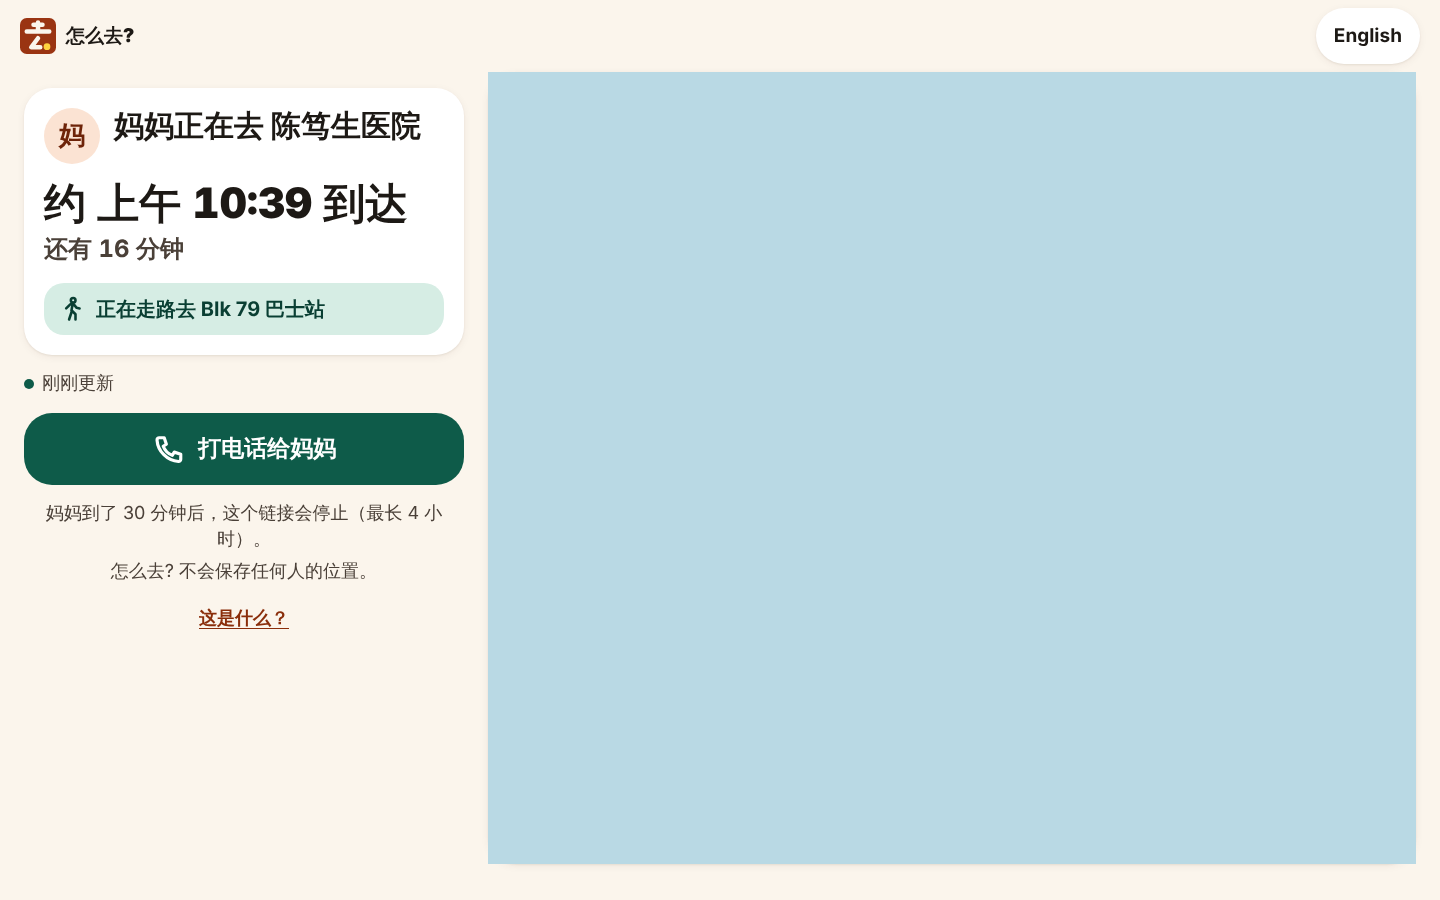 怎么去?
English
妈
妈妈正在去 陈笃生医院
约 上午 10:39 到达
还有 16 分钟
正在走路去 Blk 79 巴士站
刚刚更新
打电话给妈妈
妈妈到了 30 分钟后，这个链接会停止（最长 4 小
时）。
怎么去? 不会保存任何人的位置。
这是什么？